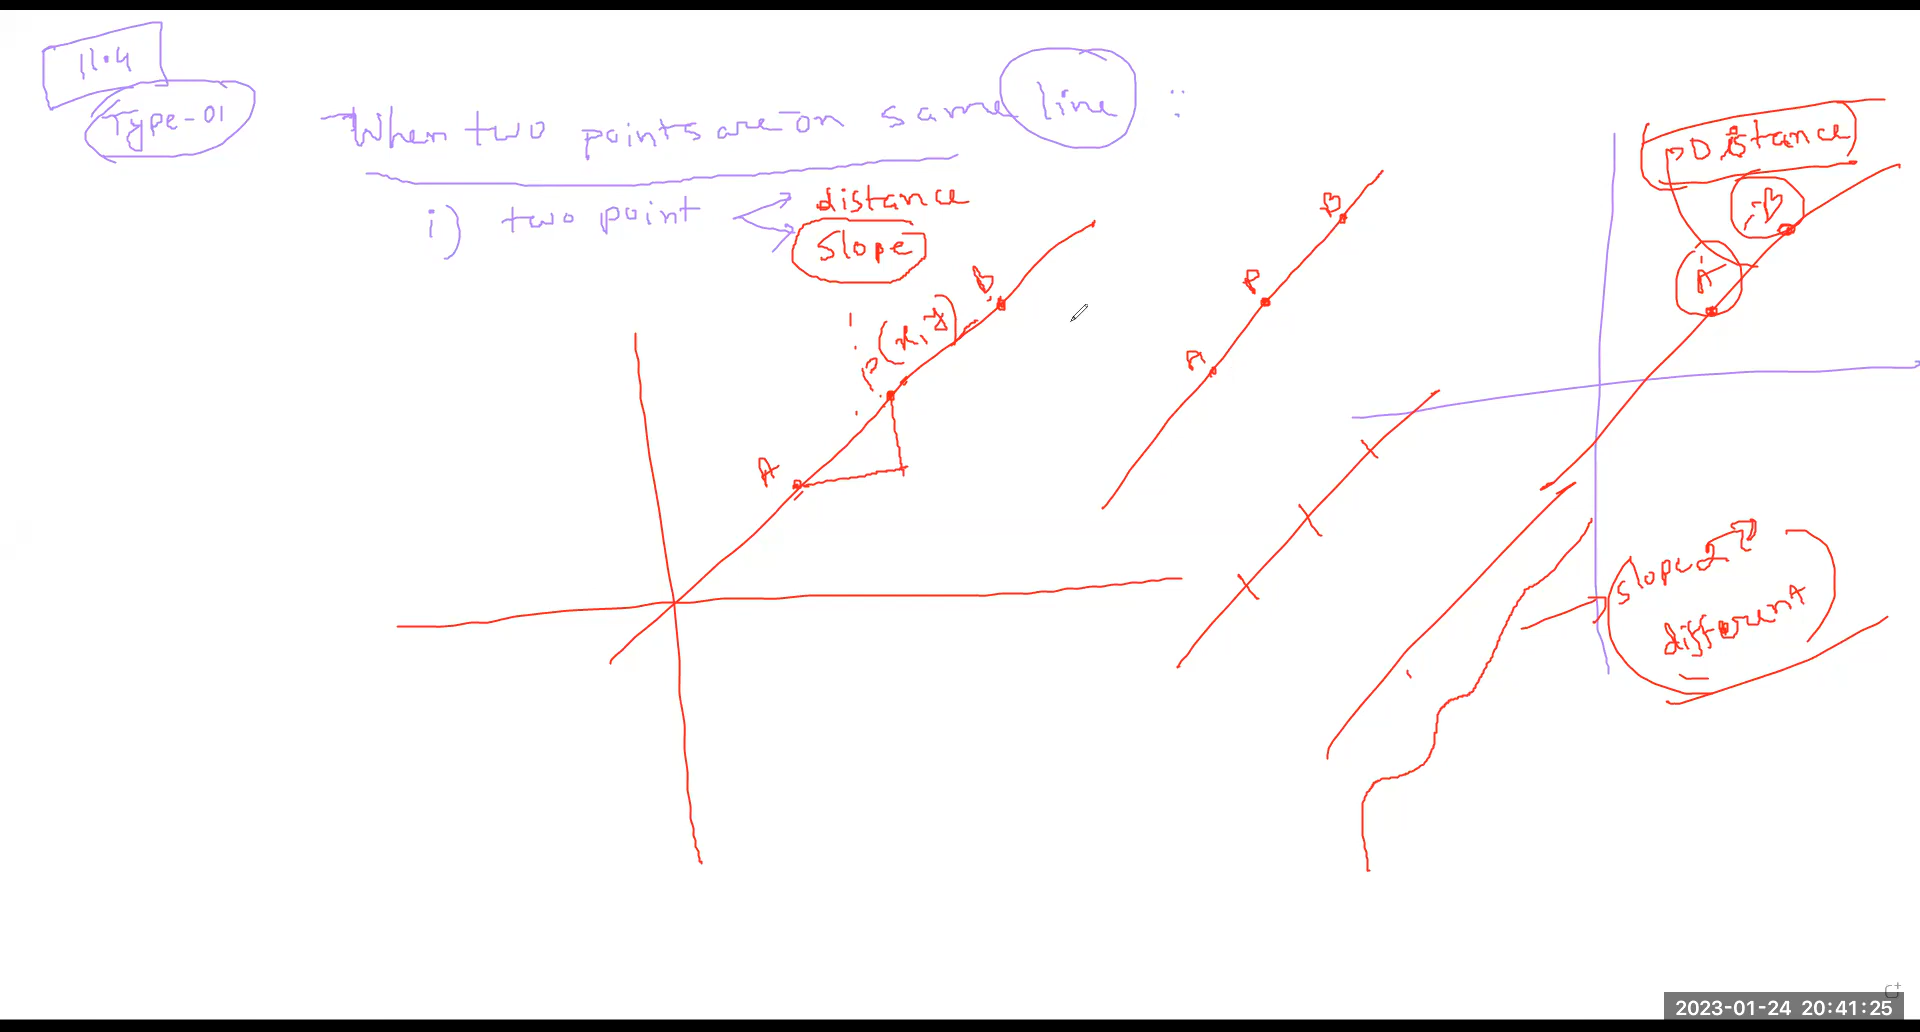 11.4
Type-01
When two points are on same line :
i) two point
distance
slope
Distance
B
A
B
P
A
B
P (x, y)
A
slope
different
2023-01-24 20:41:25